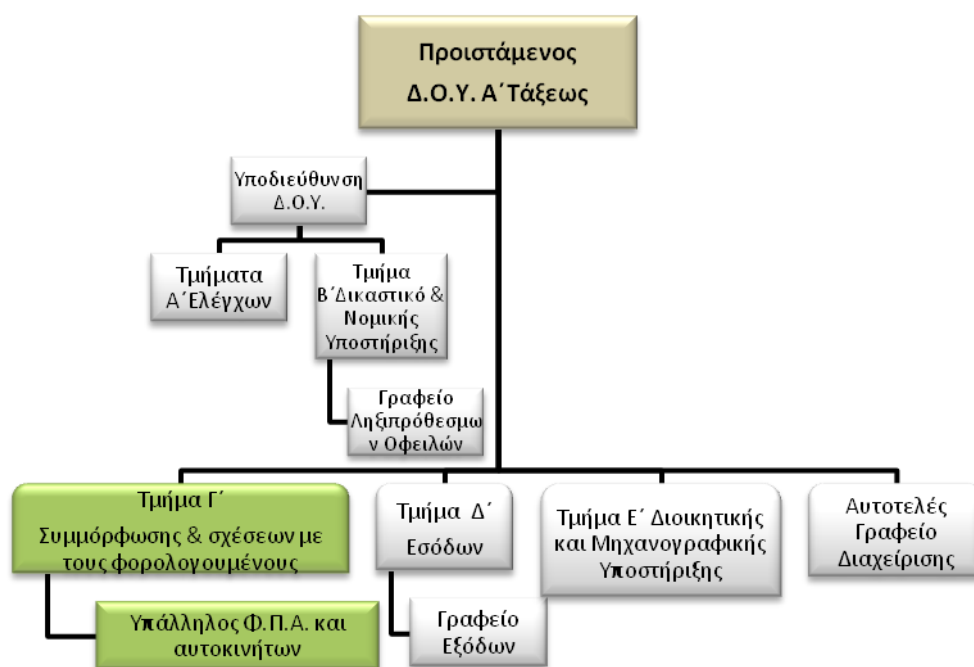 Προιστάμενος
Δ.Ο.Υ. Α΄Τάξεως
Υποδιεύθυνση
Δ.Ο.Υ.
Τμήματα
Α΄Ελέγχων
Τμήμα
Β΄Δικαστικό &
Νομικής
Υποστήριξης
Γραφείο
Ληξιπρόθεσμω
ν Οφειλών
Τμήμα Γ΄
Συμμόρφωσης & σχέσεων με
τους φορολογουμένους
Υπάλληλος Φ.Π.Α. και
αυτοκινήτων
Τμήμα Δ΄
Εσόδων
Γραφείο
Εξόδων
Τμήμα Ε΄ Διοικητικής
και Μηχανογραφικής
Υποστήριξης
Αυτοτελές
Γραφείο
Διαχείρισης